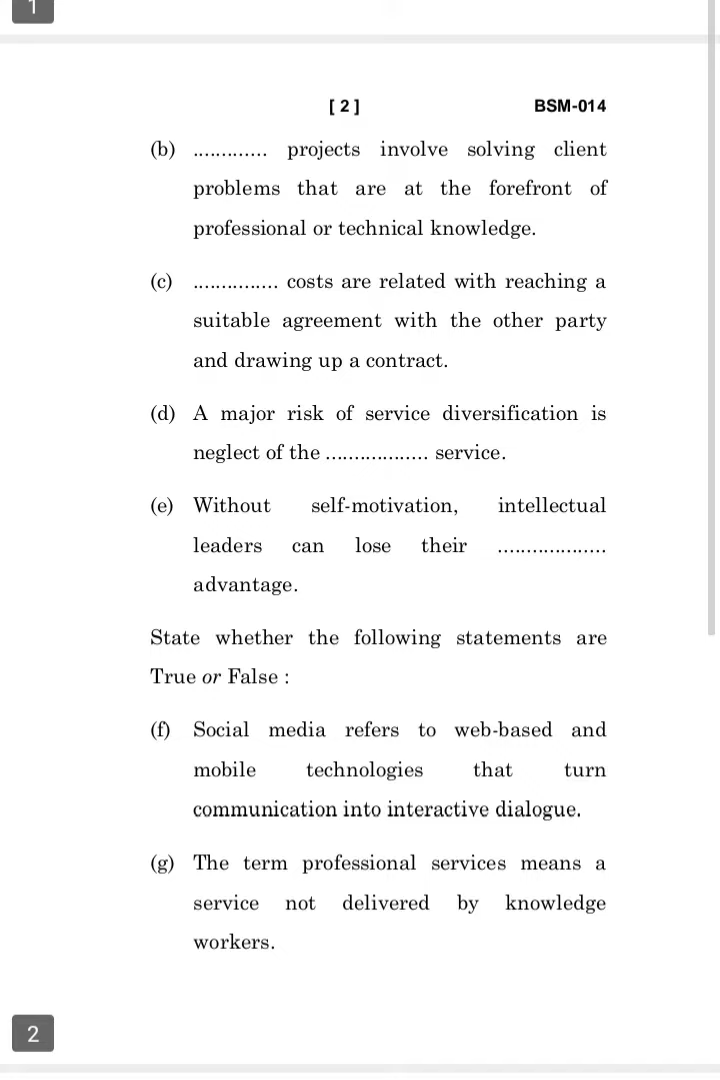 1
[ 2 ] BSM-014
(b) ............. projects involve solving client
problems that are at the forefront of
professional or technical knowledge.
(c) ............... costs are related with reaching a
suitable agreement with the other party
and drawing up a contract.
(d) A major risk of service diversification is
neglect of the .................. service.
(e) Without self-motivation, intellectual
leaders can lose their ...................
advantage.
State whether the following statements are
True or False :
(f) Social media refers to web-based and
mobile technologies that turn
communication into interactive dialogue.
(g) The term professional services means a
service not delivered by knowledge
workers.
2